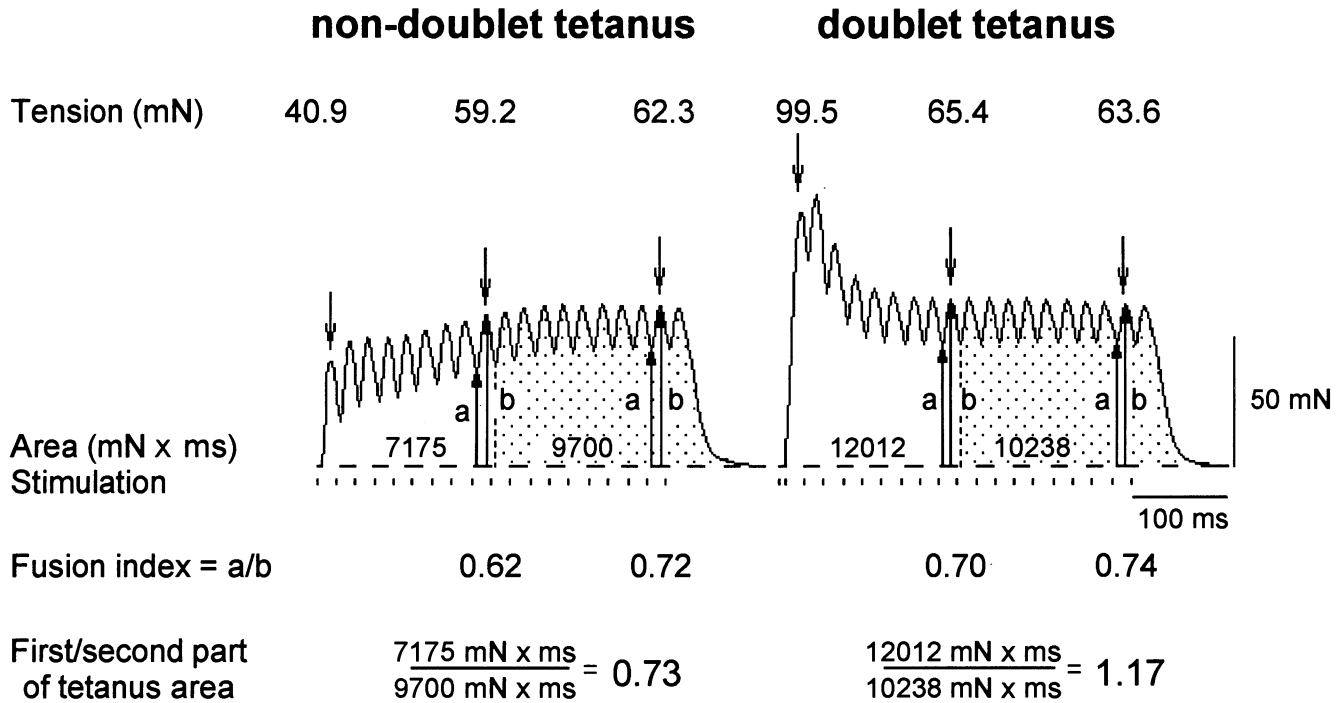 non-doublet tetanus doublet tetanus
Tension (mN) 40.9 59.2 62.3 99.5 65.4 63.6
a b a b a b a b
50 mN
Area (mN x ms) 7175 9700 12012 10238
Stimulation
100 ms
Fusion index = a/b 0.62 0.72 0.70 0.74
First/second part
of tetanus area
7175 mN x ms
9700 mN x ms
= 0.73
12012 mN x ms
10238 mN x ms
= 1.17